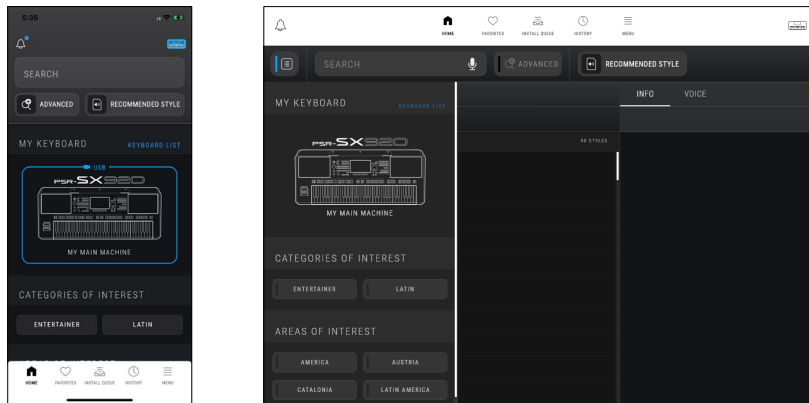 5:35
SEARCH
ADVANCED
RECOMMENDED STYLE
MY KEYBOARD
KEYBOARD LIST
USB
PSR-SX920
MY MAIN MACHINE
CATEGORIES OF INTEREST
ENTERTAINER
LATIN
HOME
FAVORITES
INSTALL QUEUE
HISTORY
MENU
HOME
FAVORITES
INSTALL QUEUE
HISTORY
MENU
SEARCH
ADVANCED
RECOMMENDED STYLE
MY KEYBOARD
KEYBOARD LIST
INFO
VOICE
PSR-SX920
MY MAIN MACHINE
CATEGORIES OF INTEREST
ENTERTAINER
LATIN
AREAS OF INTEREST
AMERICA
AUSTRIA
CATALONIA
LATIN AMERICA